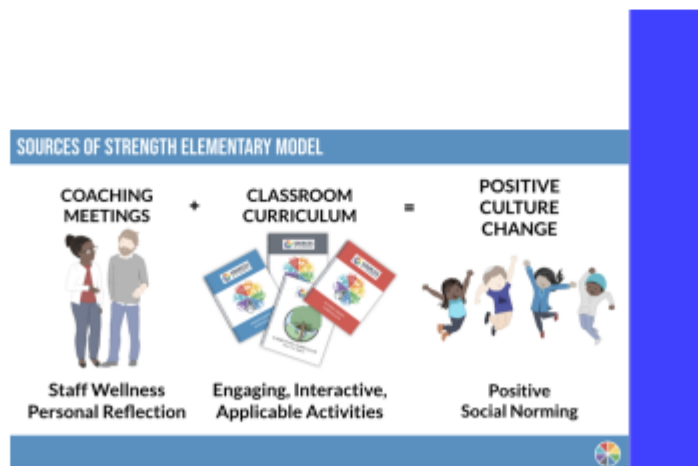 SOURCES OF STRENGTH ELEMENTARY MODEL
COACHING
MEETINGS
+
CLASSROOM
CURRICULUM
=
POSITIVE
CULTURE
CHANGE
Staff Wellness
Personal Reflection
Engaging, Interactive,
Applicable Activities
Positive
Social Norming